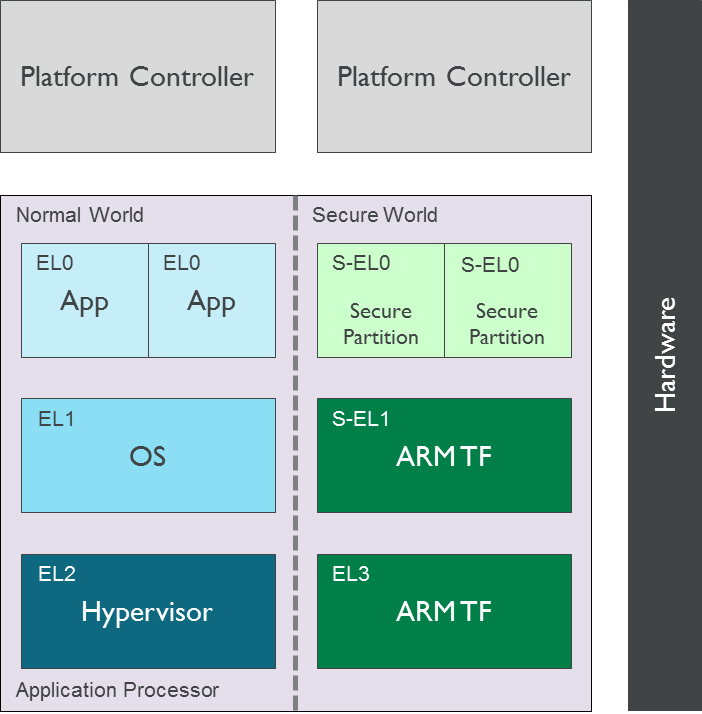 Platform Controller
Platform Controller
Normal World
Secure World
EL0
App
EL0
App
S-EL0
Secure
Partition
S-EL0
Secure
Partition
EL1
OS
S-EL1
ARM TF
EL2
Hypervisor
EL3
ARM TF
Application Processor
Hardware